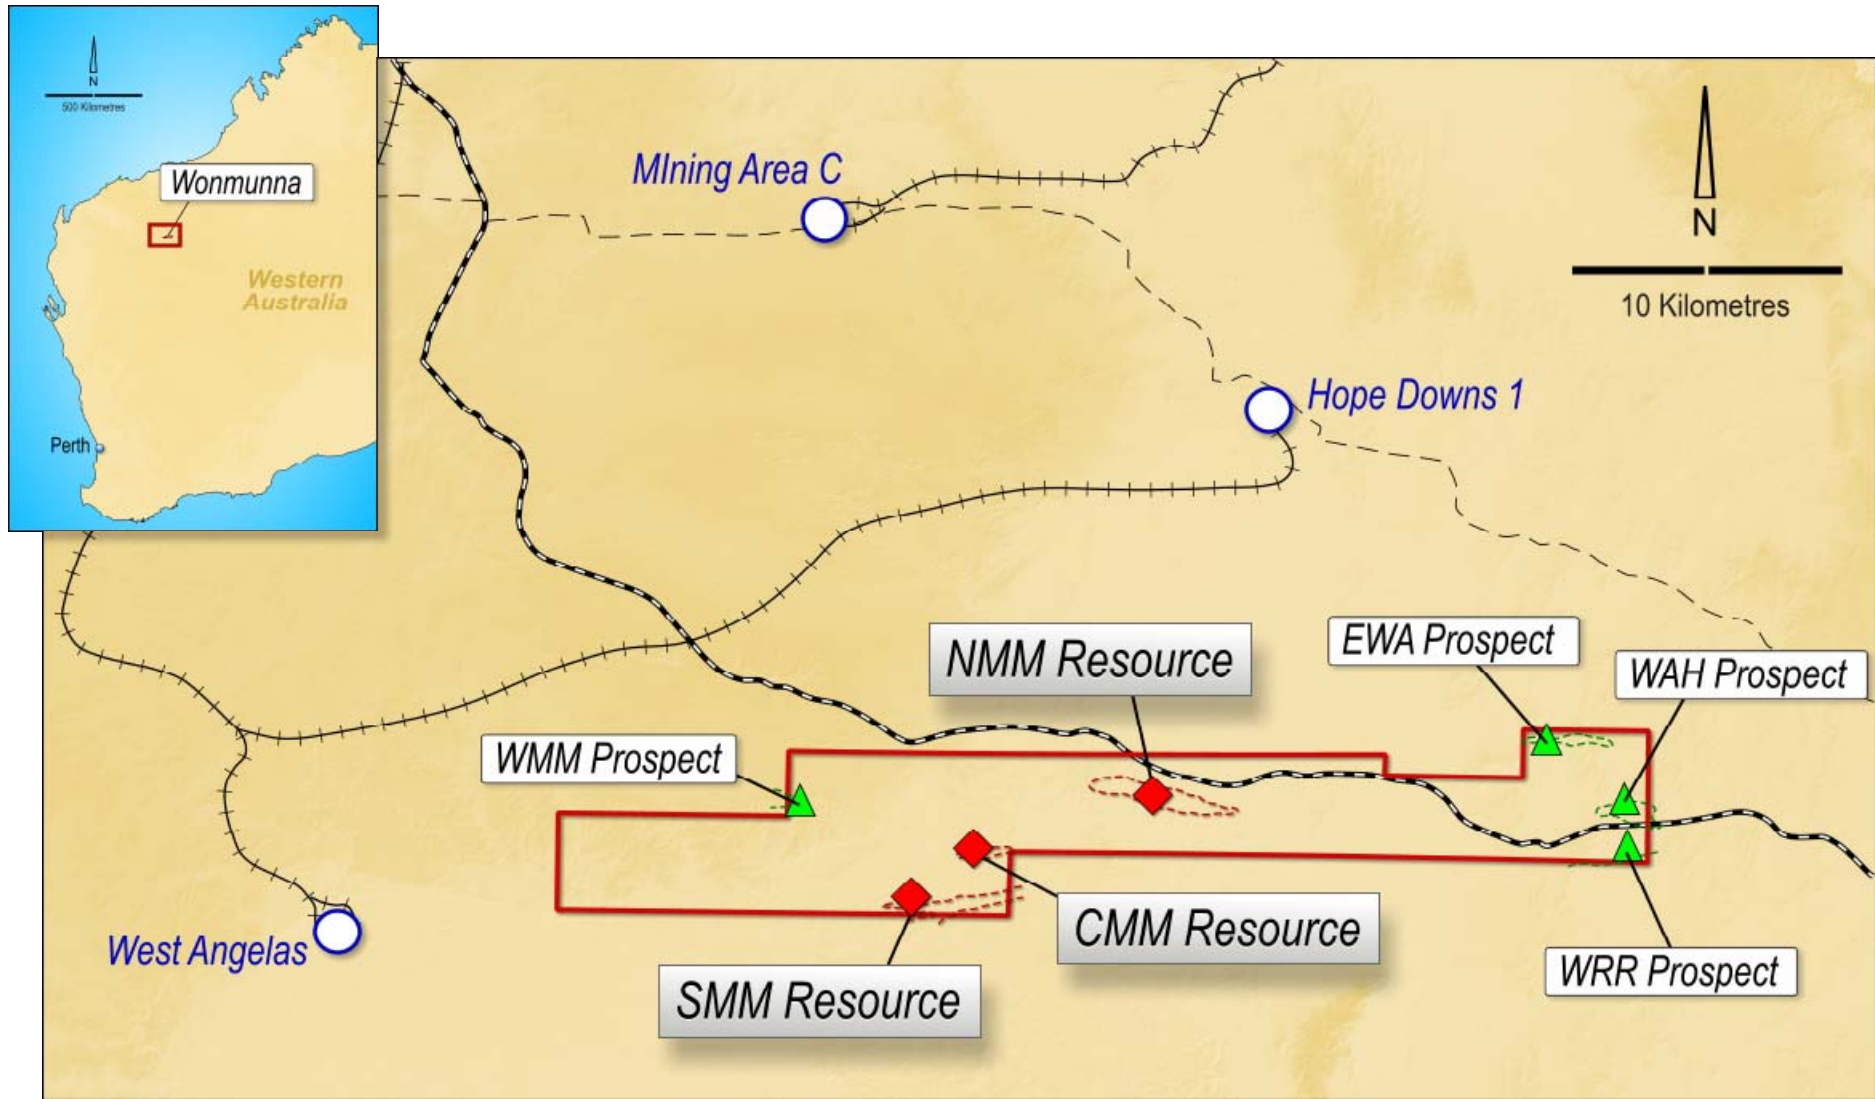 N
500 Kilometres
Wonmunna
Western
Australia
Perth
MIning Area C
N
10 Kilometres
Hope Downs 1
NMM Resource
EWA Prospect
WAH Prospect
WMM Prospect
West Angelas
SMM Resource
CMM Resource
WRR Prospect